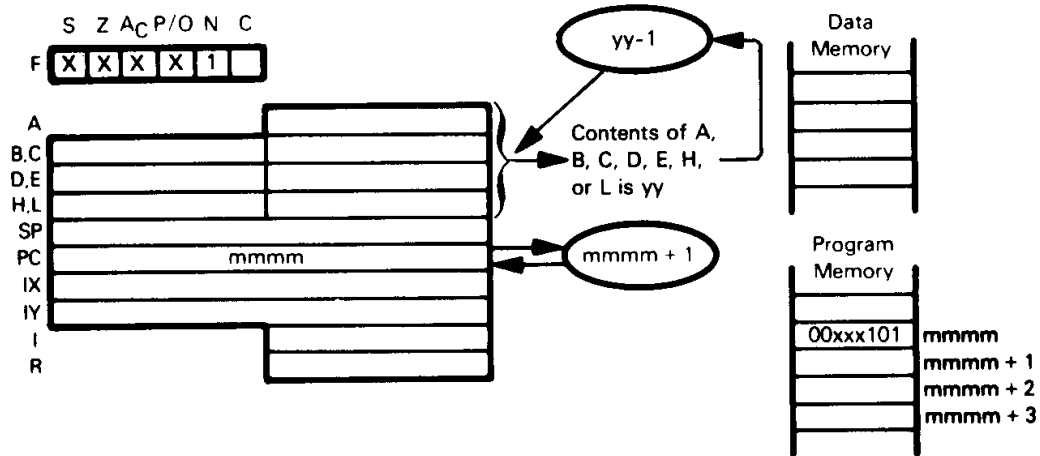 S Z AC P/O N C
F X X X X 1
A
B,C
D,E
H,L
SP
PC mmmm
IX
IY
I
R
yy-1
Contents of A,
B, C, D, E, H,
or L is yy
mmmm + 1
Data
Memory
Program
Memory
00xxx101 mmmm
mmmm + 1
mmmm + 2
mmmm + 3